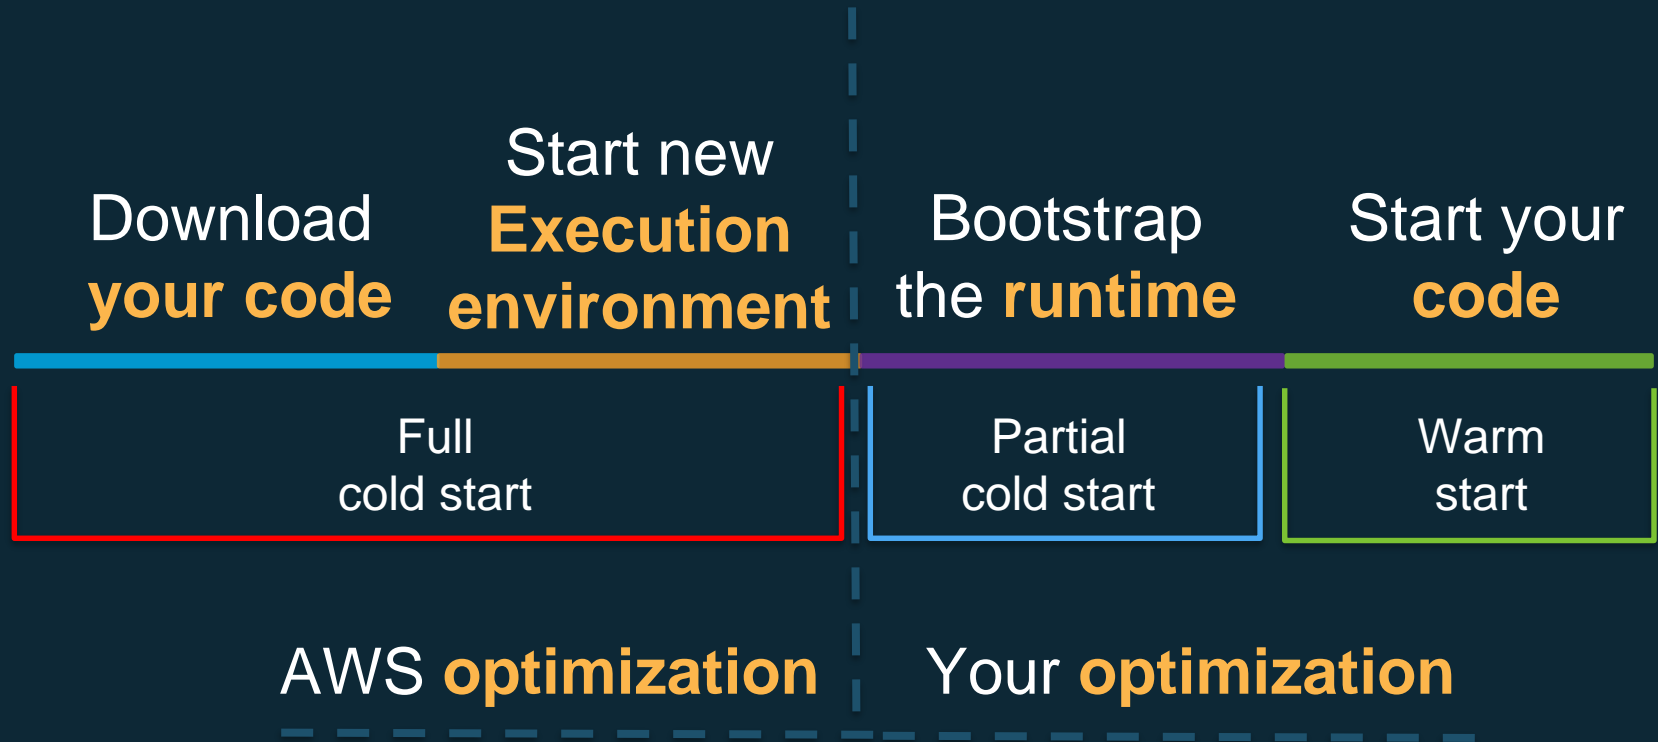 Download
your code
Start new
Execution
environment
Bootstrap
the runtime
Start your
code
Full
cold start
Partial
cold start
Warm
start
AWS optimization
Your optimization